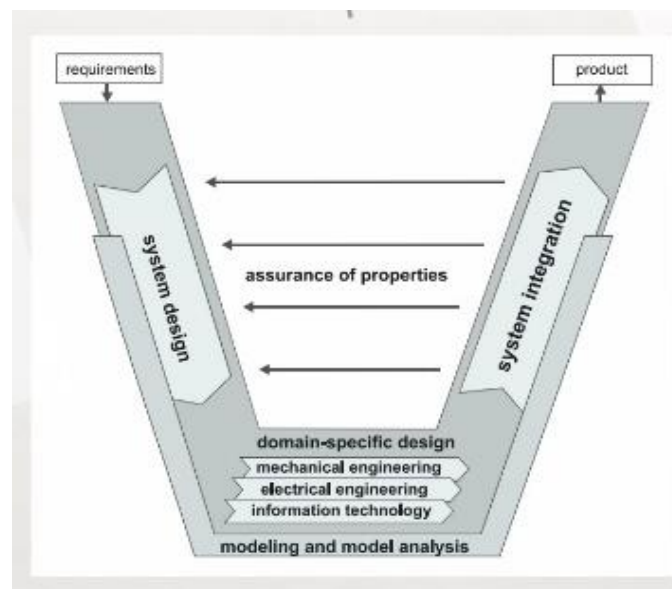 requirements
product
system design
system integration
assurance of properties
domain-specific design
mechanical engineering
electrical engineering
information technology
modeling and model analysis